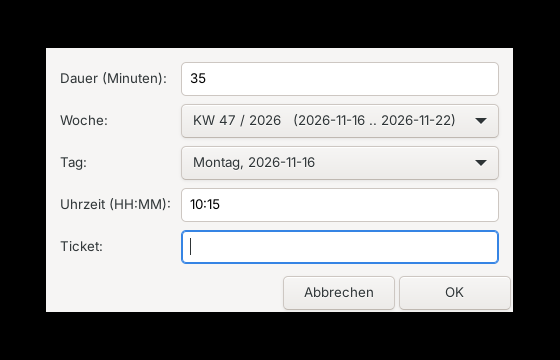 Dauer (Minuten): 35
Woche: KW 47 / 2026 (2026-11-16 .. 2026-11-22)
Tag: Montag, 2026-11-16
Uhrzeit (HH:MM): 10:15
Ticket:
Abbrechen OK